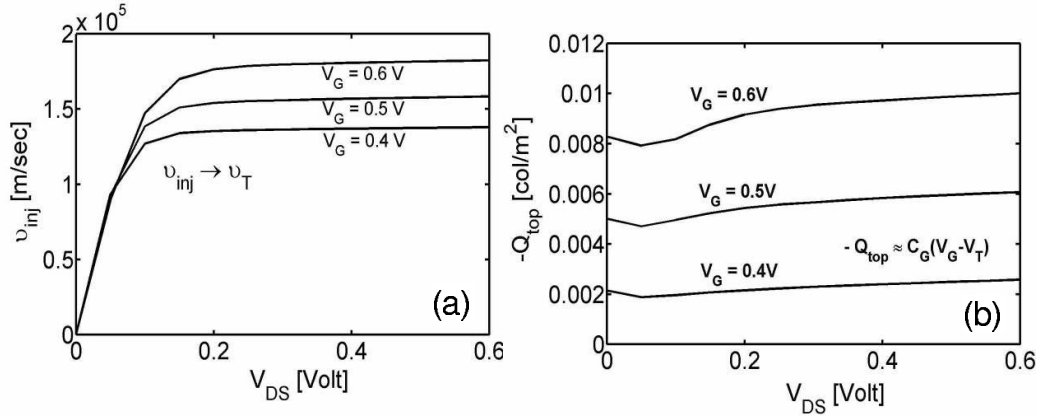 2 × 10⁵
1.5
1
0.5
0
υ_inj [m/sec]
V_G = 0.6 V
V_G = 0.5 V
V_G = 0.4 V
υ_inj → υ_T
(a)
0 0.2 0.4 0.6
V_DS [Volt]
0.012
0.01
0.008
0.006
0.004
0.002
0
-Q_top [col/m²]
V_G = 0.6V
V_G = 0.5V
- Q_top ≈ C_G(V_G-V_T)
V_G = 0.4V
(b)
0 0.2 0.4 0.6
V_DS [Volt]